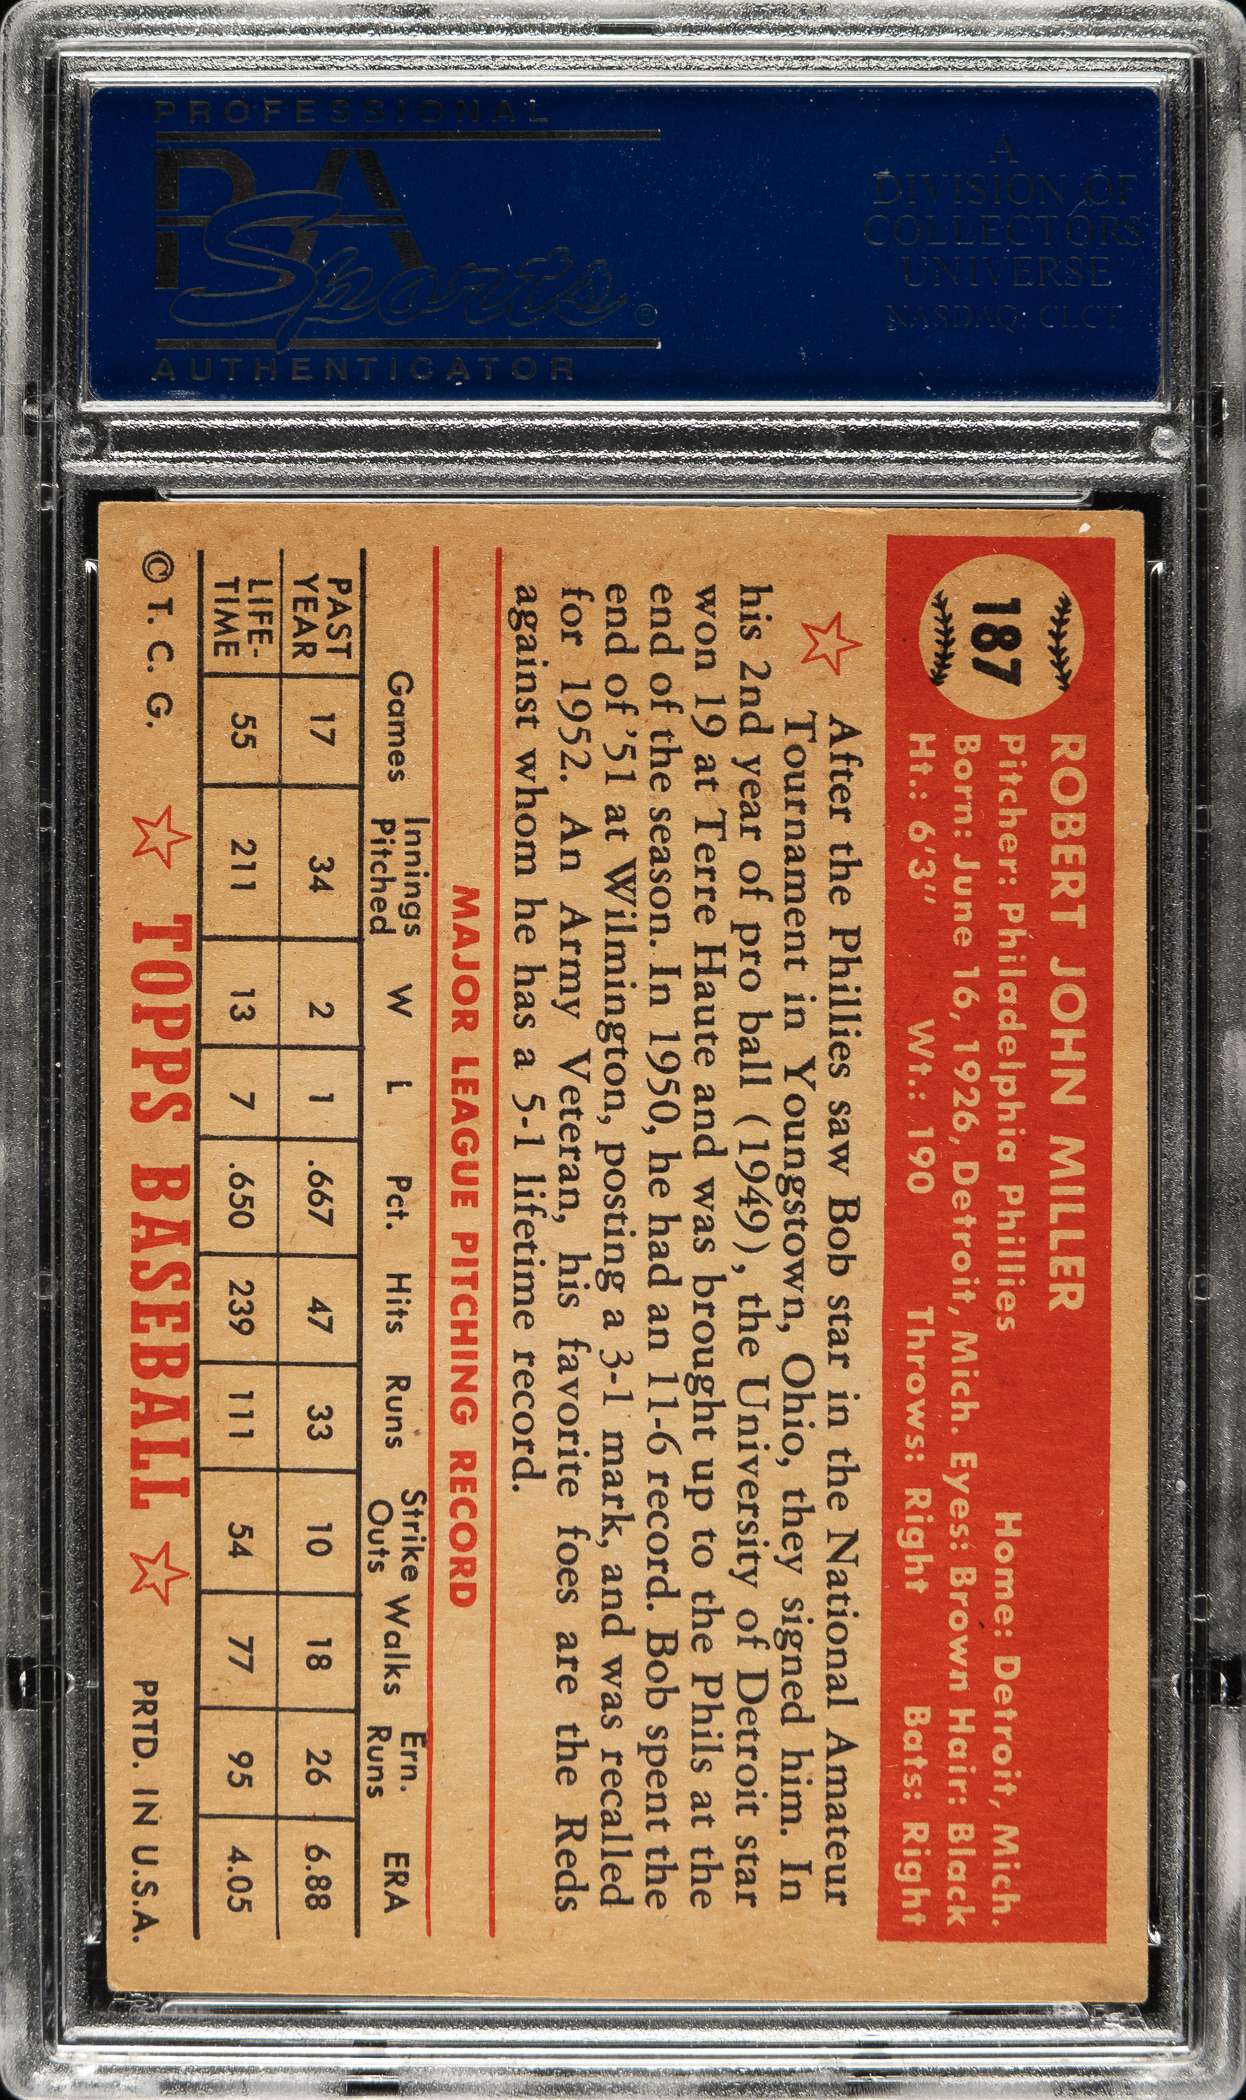 PROFESSIONAL
PSA
Sports®
AUTHENTICATOR
A
DIVISION OF
COLLECTORS
UNIVERSE
NASDAQ: CLCT
187
ROBERT JOHN MILLER
Pitcher: Philadelphia Phillies Home: Detroit, Mich.
Born: June 16, 1926, Detroit, Mich. Eyes: Brown Hair: Black
Ht.: 6'3" Wt.: 190 Throws: Right Bats: Right
After the Phillies saw Bob star in the National Amateur
Tournament in Youngstown, Ohio, they signed him. In
his 2nd year of pro ball (1949), the University of Detroit star
won 19 at Terre Haute and was brought up to the Phils at the
end of the season. In 1950, he had an 11-6 record. Bob spent the
end of '51 at Wilmington, posting a 3-1 mark, and was recalled
for 1952. An Army Veteran, his favorite foes are the Reds
against whom he has a 5-1 lifetime record.
MAJOR LEAGUE PITCHING RECORD
Games Innings Pitched W L Pct. Hits Runs Strike Outs Walks Ern. Runs ERA
PAST YEAR 17 34 2 1 .667 47 33 10 18 26 6.88
LIFE-TIME 55 211 13 7 .650 239 111 54 77 95 4.05
© T. C. G. TOPPS BASEBALL PRTD. IN U.S.A.